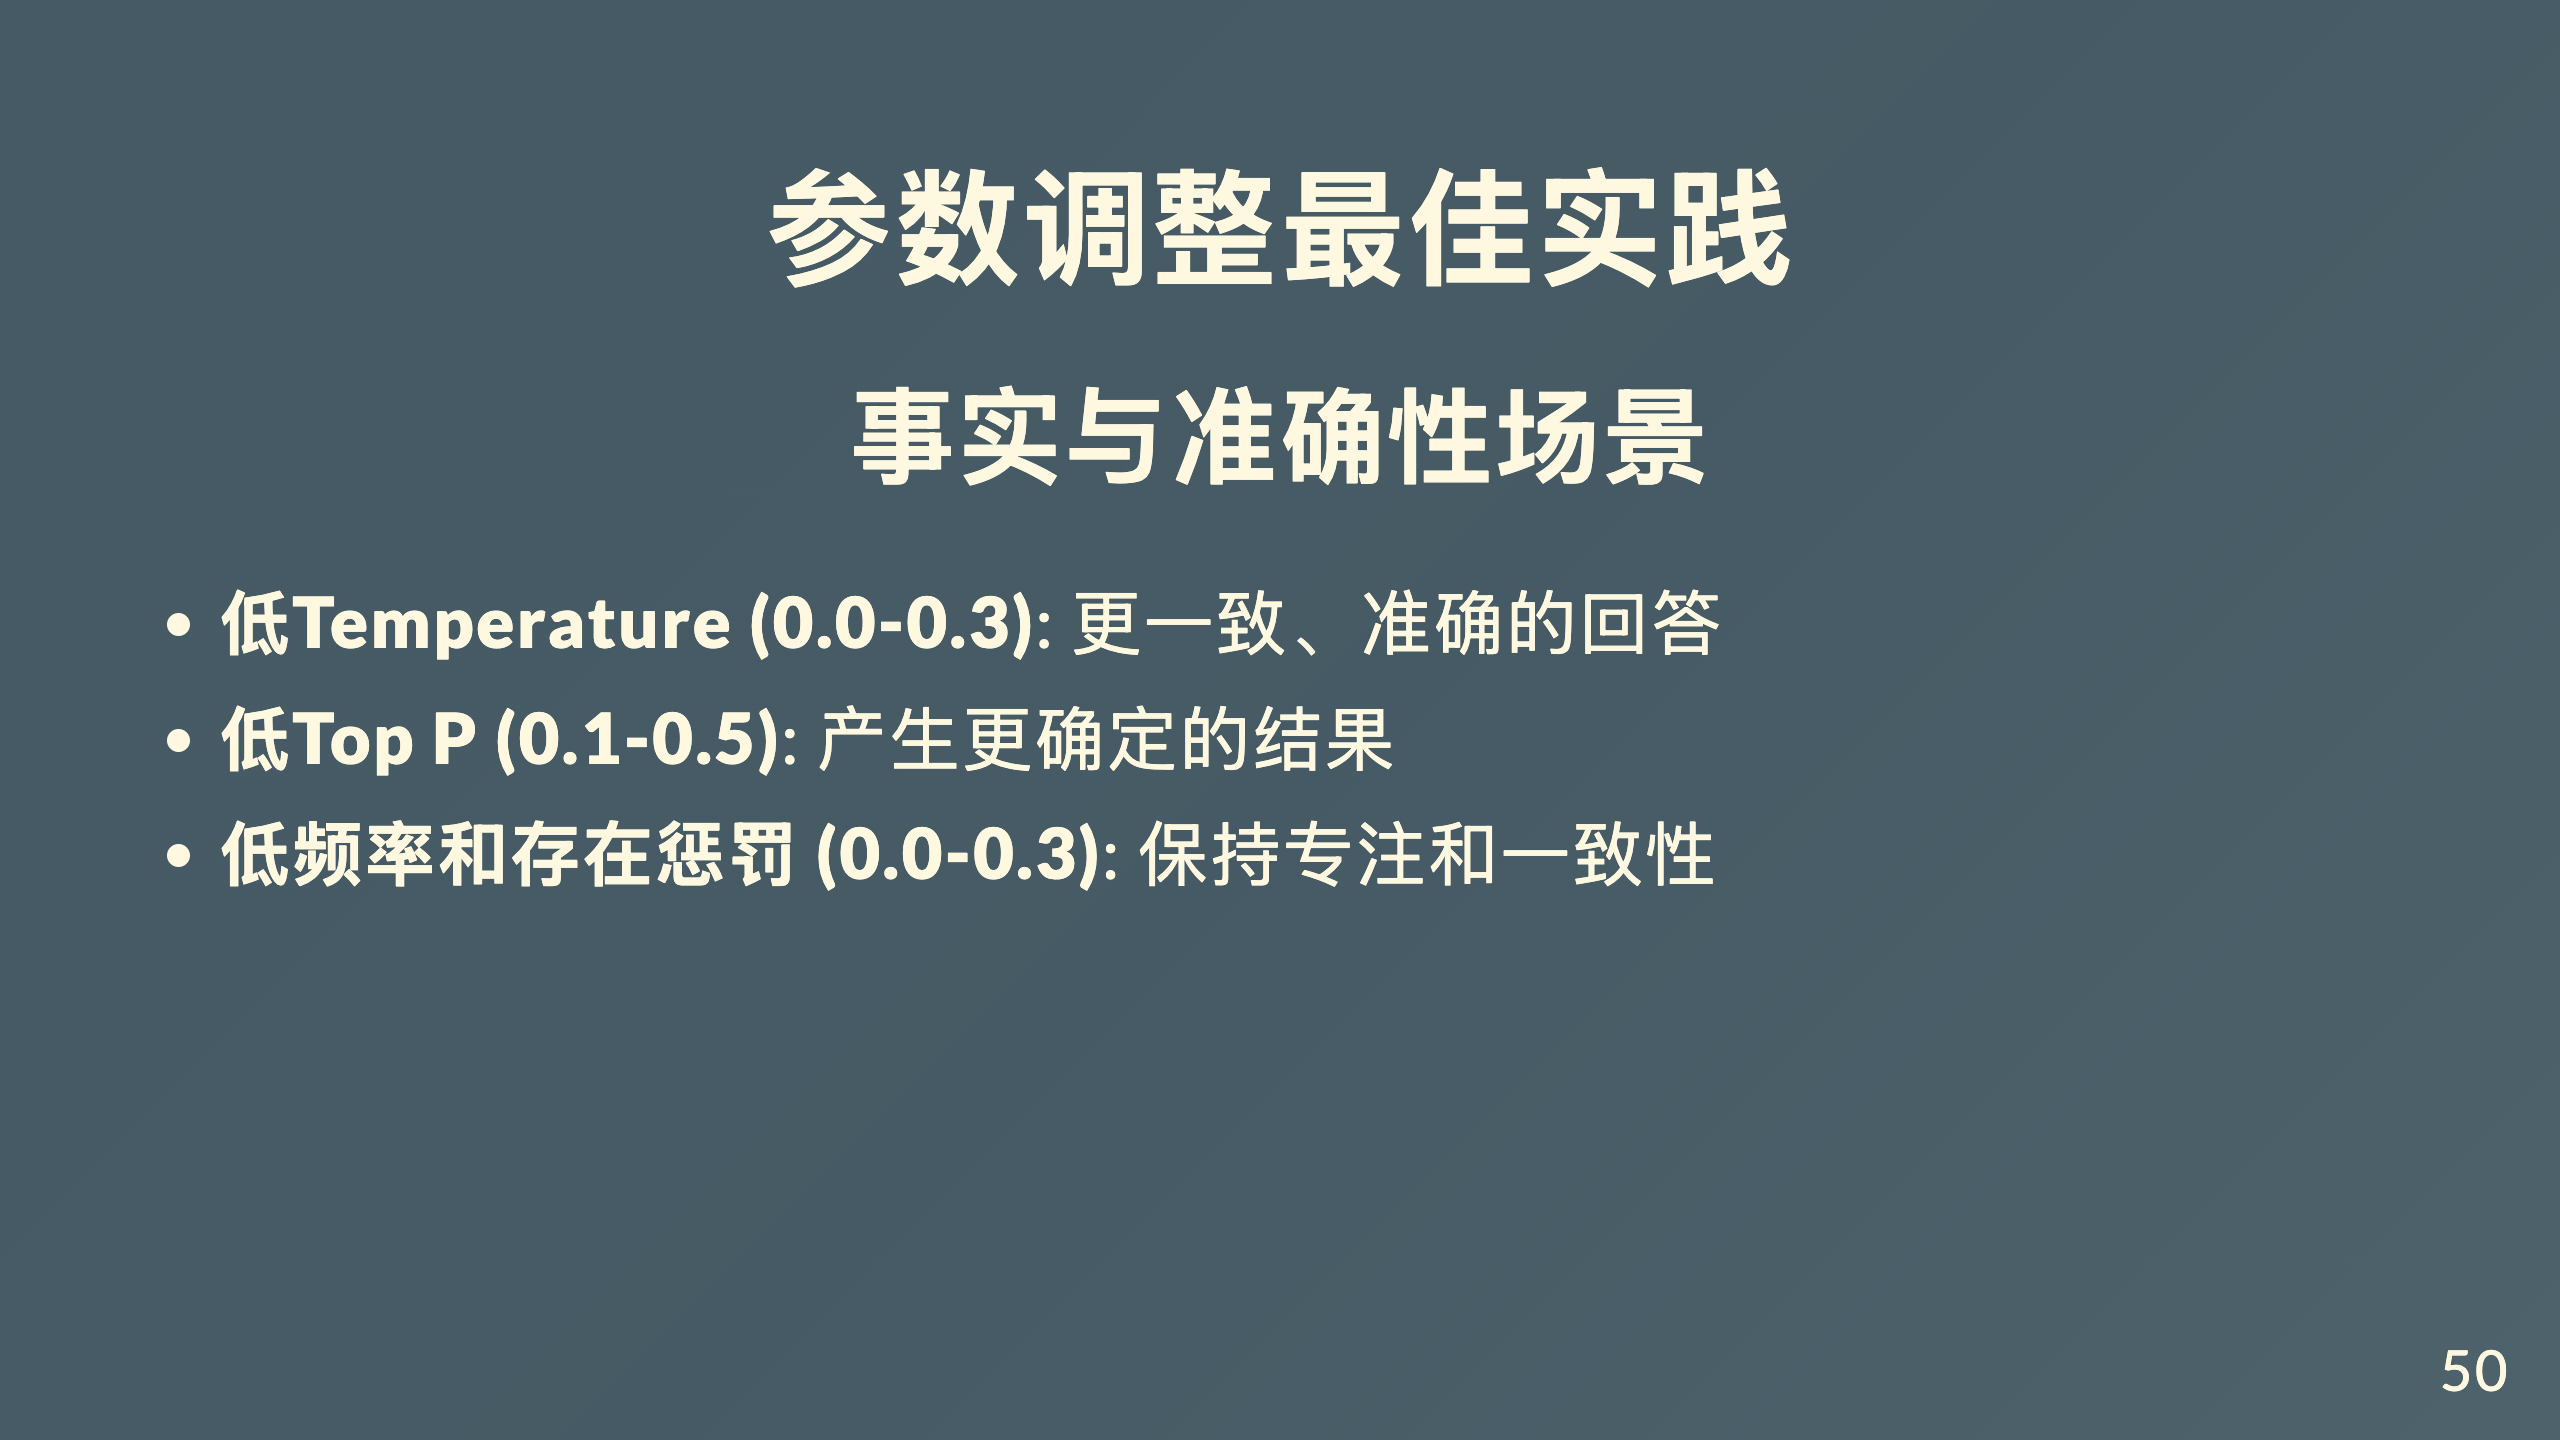 参数调整最佳实践
事实与准确性场景
• 低Temperature (0.0-0.3): 更一致、准确的回答
• 低Top P (0.1-0.5): 产生更确定的结果
• 低频率和存在惩罚 (0.0-0.3): 保持专注和一致性
50